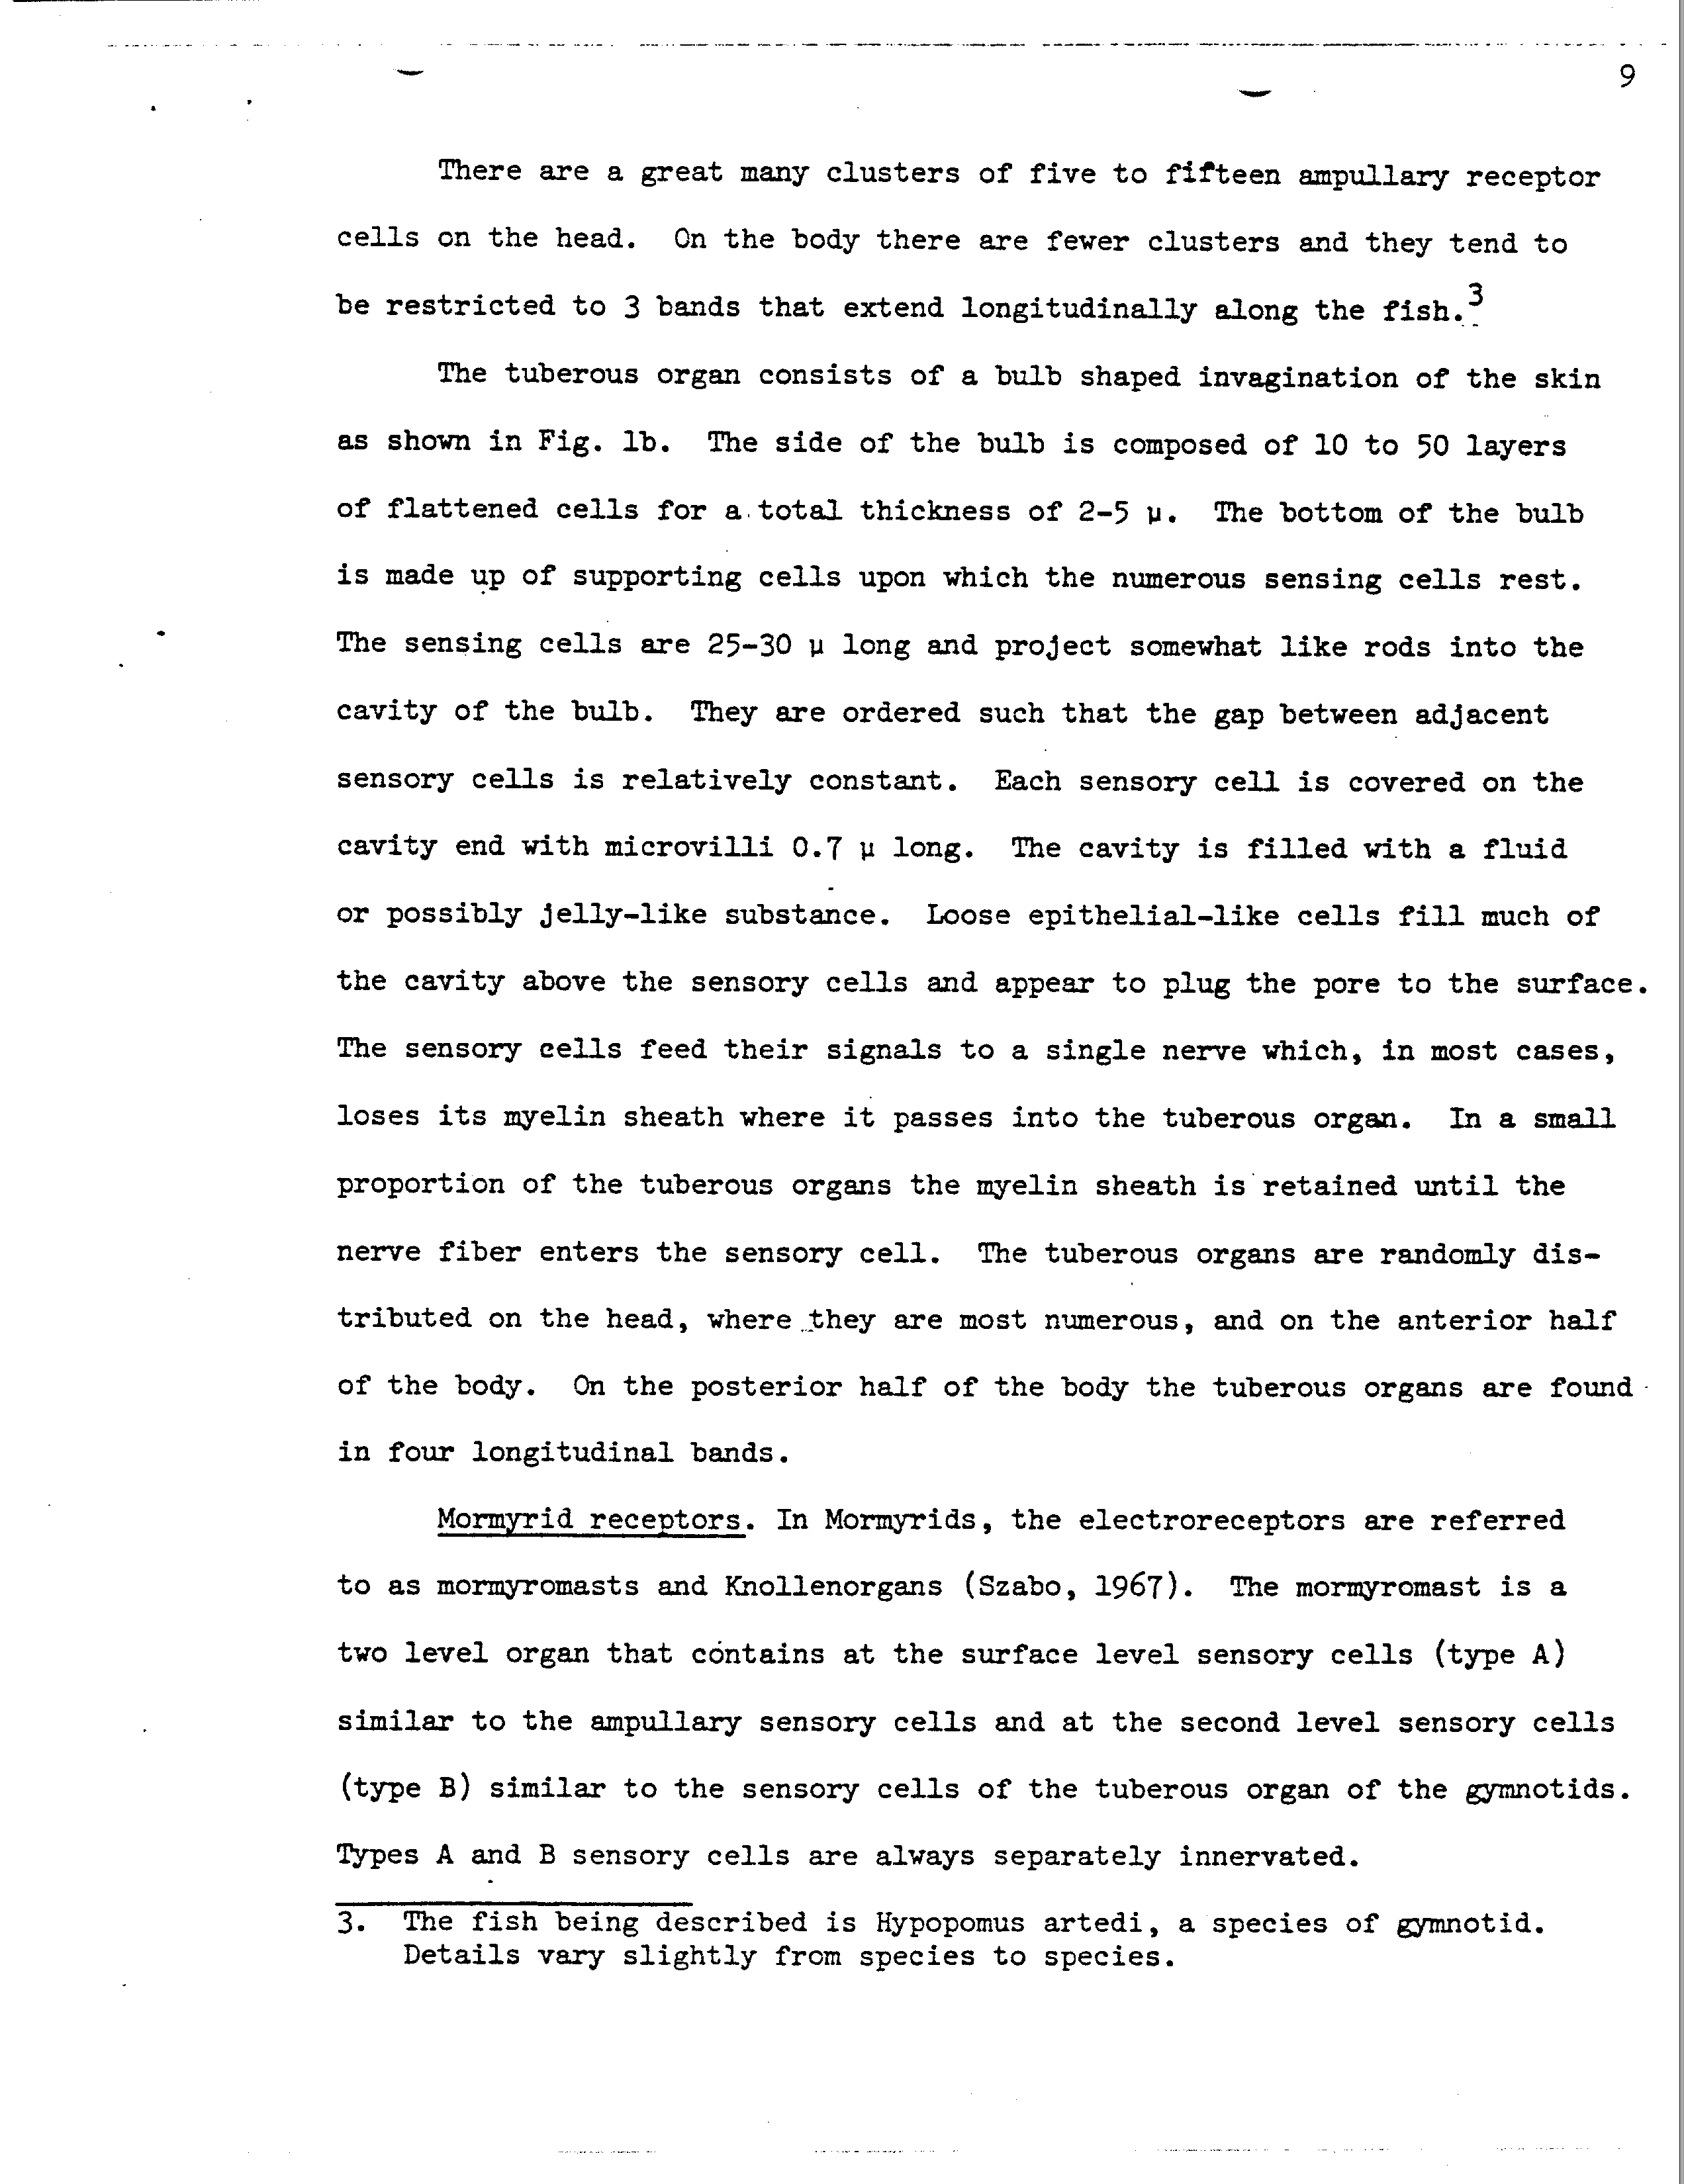 9
There are a great many clusters of five to fifteen ampullary receptor
cells on the head. On the body there are fewer clusters and they tend to
be restricted to 3 bands that extend longitudinally along the fish.3
The tuberous organ consists of a bulb shaped invagination of the skin
as shown in Fig. 1b. The side of the bulb is composed of 10 to 50 layers
of flattened cells for a total thickness of 2-5 μ. The bottom of the bulb
is made up of supporting cells upon which the numerous sensing cells rest.
The sensing cells are 25-30 μ long and project somewhat like rods into the
cavity of the bulb. They are ordered such that the gap between adjacent
sensory cells is relatively constant. Each sensory cell is covered on the
cavity end with microvilli 0.7 μ long. The cavity is filled with a fluid
or possibly jelly-like substance. Loose epithelial-like cells fill much of
the cavity above the sensory cells and appear to plug the pore to the surface.
The sensory cells feed their signals to a single nerve which, in most cases,
loses its myelin sheath where it passes into the tuberous organ. In a small
proportion of the tuberous organs the myelin sheath is retained until the
nerve fiber enters the sensory cell. The tuberous organs are randomly dis-
tributed on the head, where they are most numerous, and on the anterior half
of the body. On the posterior half of the body the tuberous organs are found
in four longitudinal bands.
Mormyrid receptors. In Mormyrids, the electroreceptors are referred
to as mormyromasts and Knollenorgans (Szabo, 1967). The mormyromast is a
two level organ that contains at the surface level sensory cells (type A)
similar to the ampullary sensory cells and at the second level sensory cells
(type B) similar to the sensory cells of the tuberous organ of the gymnotids.
Types A and B sensory cells are always separately innervated.
3. The fish being described is Hypopomus artedi, a species of gymnotid.
Details vary slightly from species to species.